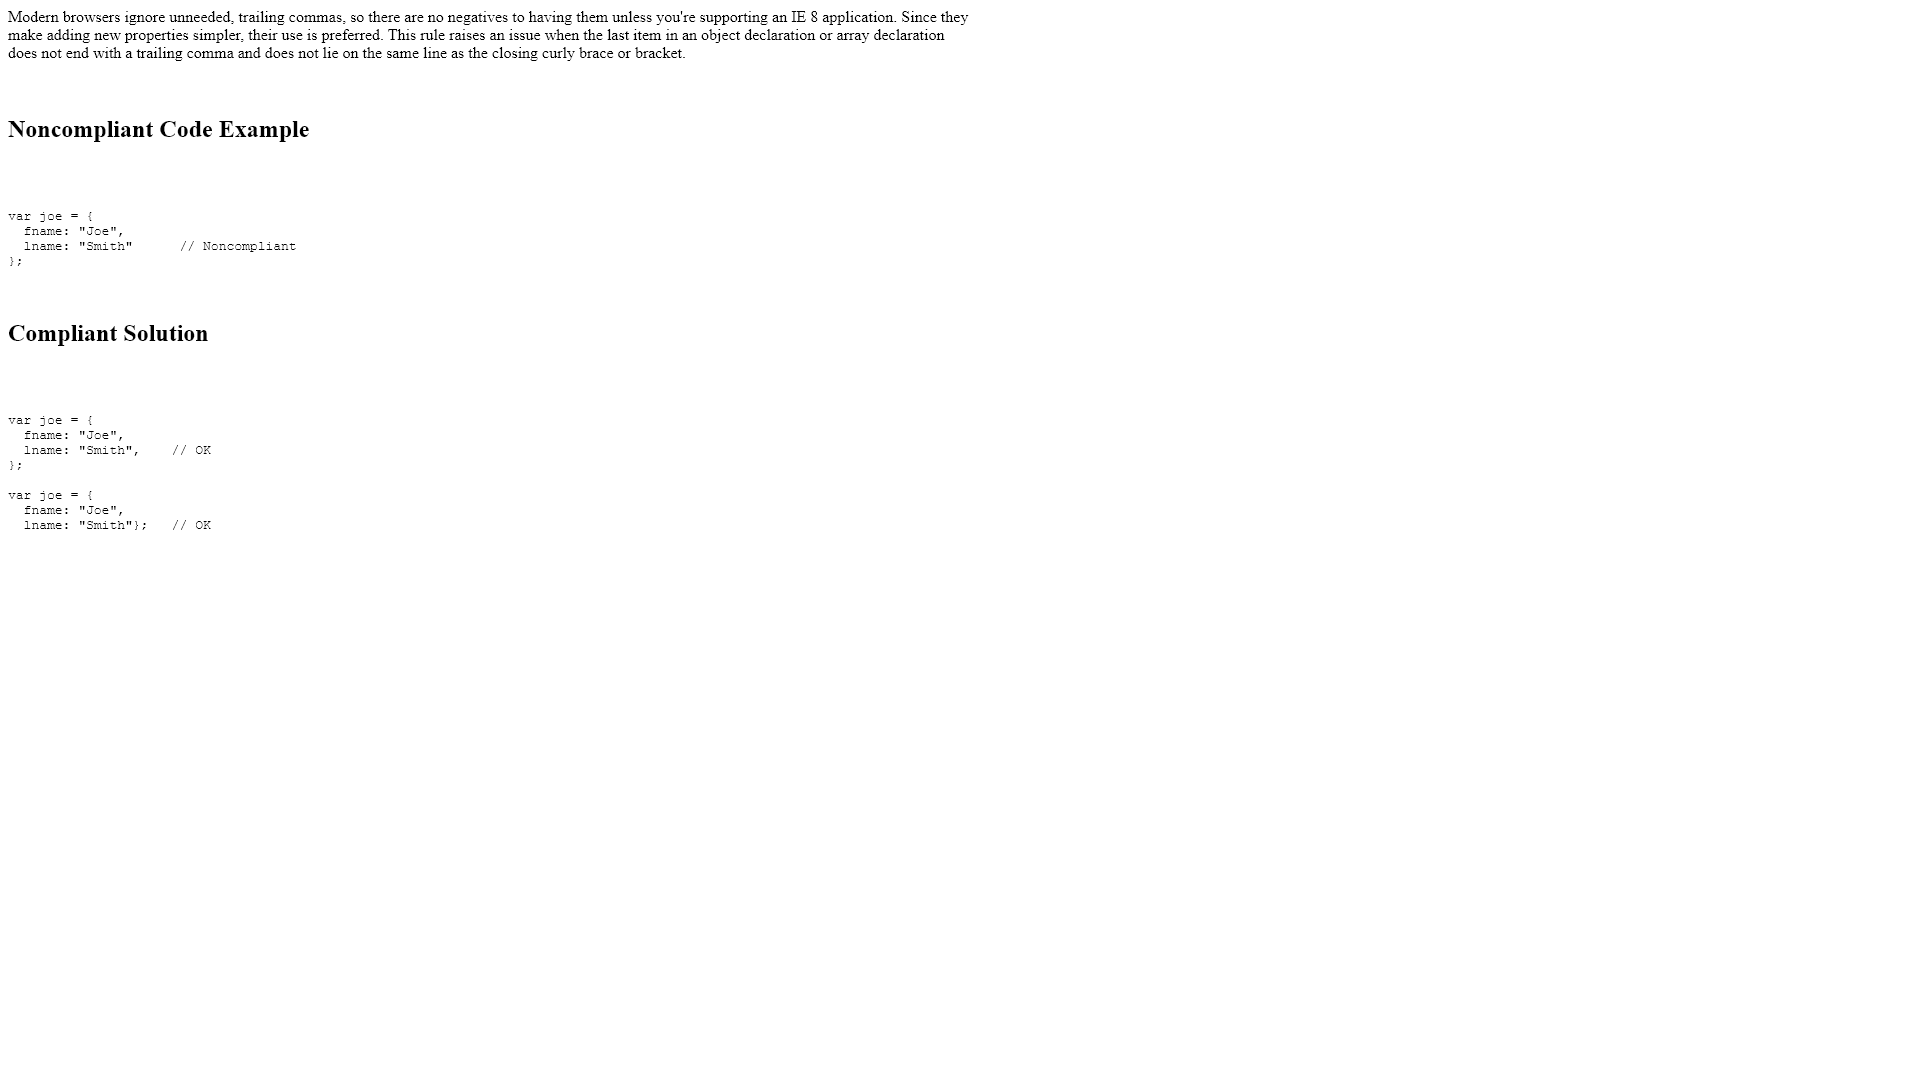 Modern browsers ignore unneeded, trailing commas, so there are no negatives to having them unless you're supporting an IE 8 application. Since they
make adding new properties simpler, their use is preferred. This rule raises an issue when the last item in an object declaration or array declaration
does not end with a trailing comma and does not lie on the same line as the closing curly brace or bracket.
Noncompliant Code Example
var joe = {
  fname: "Joe",
  lname: "Smith"      // Noncompliant
};
Compliant Solution
var joe = {
  fname: "Joe",
  lname: "Smith",    // OK
};
var joe = {
  fname: "Joe",
  lname: "Smith"};   // OK